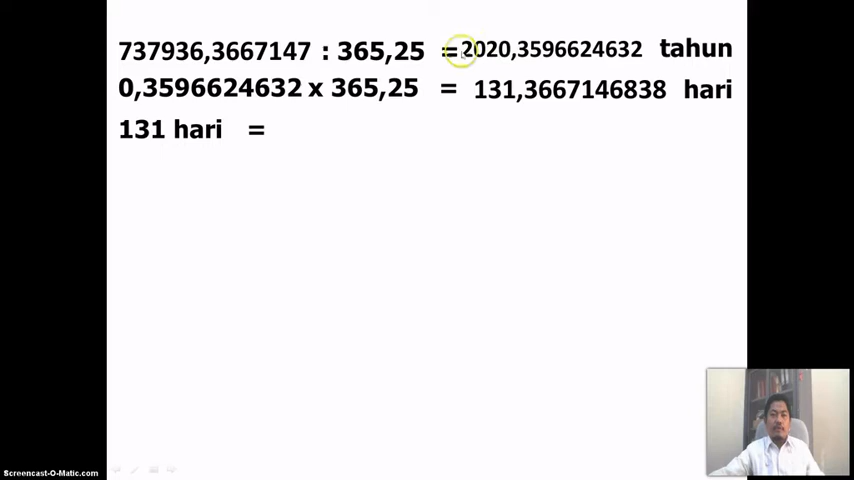 737936,3667147 : 365,25 = 2020,3596624632 tahun
0,3596624632 x 365,25 = 131,3667146838 hari
131 hari =
Screencast-O-Matic.com